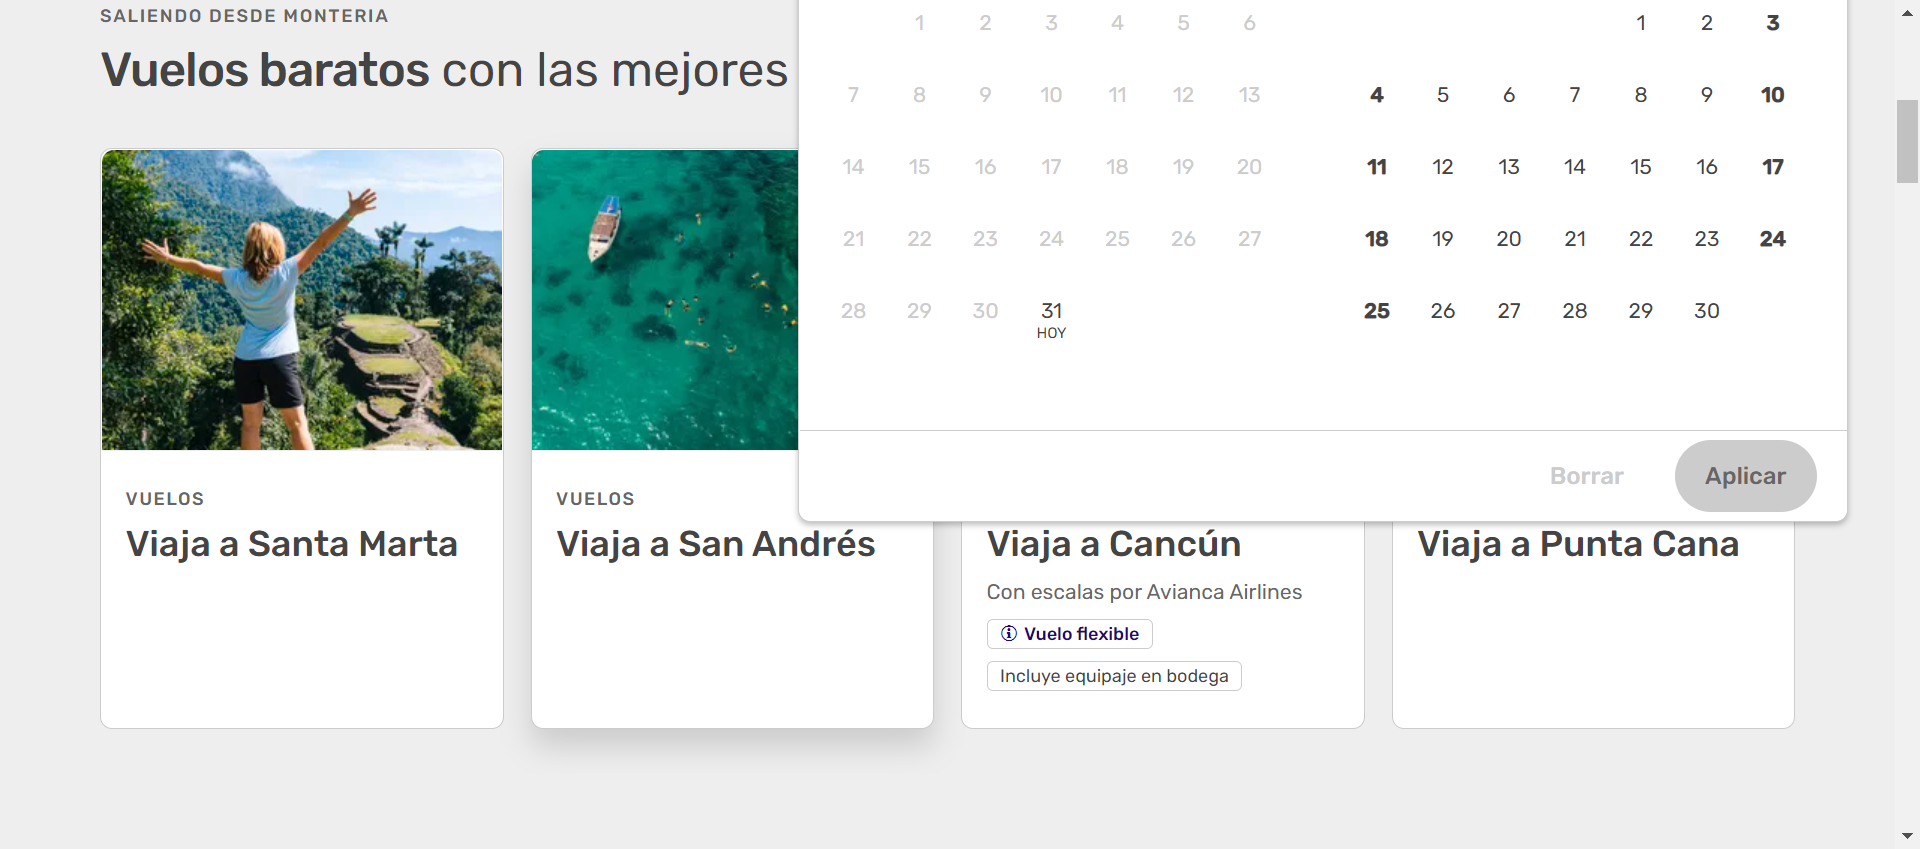 SALIENDO DESDE MONTERIA
Vuelos baratos con las mejores
1 2 3 4 5 6
7 8 9 10 11 12 13
14 15 16 17 18 19 20
21 22 23 24 25 26 27
28 29 30 31
HOY
1 2 3
4 5 6 7 8 9 10
11 12 13 14 15 16 17
18 19 20 21 22 23 24
25 26 27 28 29 30
Borrar Aplicar
VUELOS
Viaja a Santa Marta
VUELOS
Viaja a San Andrés
Viaja a Cancún
Con escalas por Avianca Airlines
Vuelo flexible
Incluye equipaje en bodega
Viaja a Punta Cana